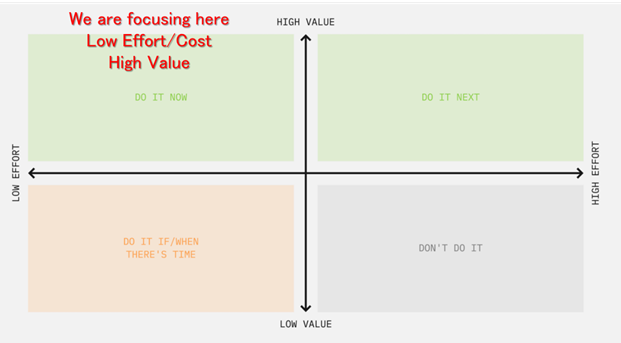 We are focusing here
Low Effort/Cost
High Value
HIGH VALUE
DO IT NOW
DO IT NEXT
LOW EFFORT
HIGH EFFORT
DO IT IF/WHEN
THERE'S TIME
DON'T DO IT
LOW VALUE